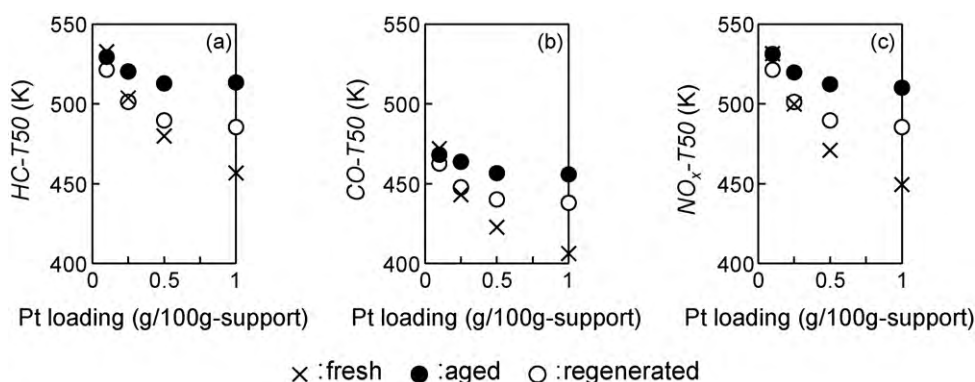 550
500
450
400
HC-T50 (K)
(a)
0 0.5 1
Pt loading (g/100g-support)
550
500
450
400
CO-T50 (K)
(b)
0 0.5 1
Pt loading (g/100g-support)
550
500
450
400
NOx-T50 (K)
(c)
0 0.5 1
Pt loading (g/100g-support)
× :fresh ● :aged ○ :regenerated